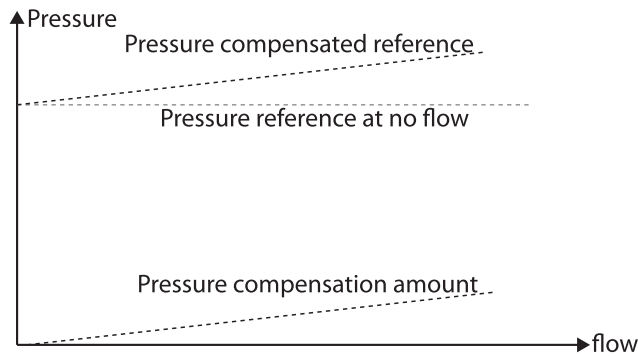 Pressure
Pressure compensated reference
Pressure reference at no flow
Pressure compensation amount
flow